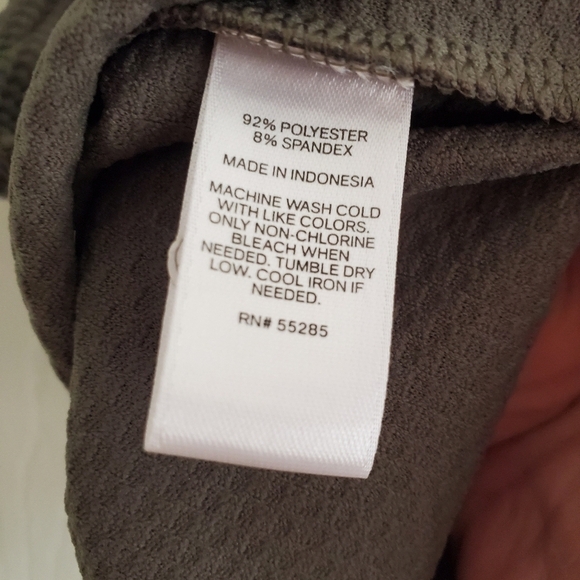 92% POLYESTER
8% SPANDEX
MADE IN INDONESIA
MACHINE WASH COLD
WITH LIKE COLORS.
ONLY NON-CHLORINE
BLEACH WHEN
NEEDED. TUMBLE DRY
LOW. COOL IRON IF
NEEDED.
RN# 55285